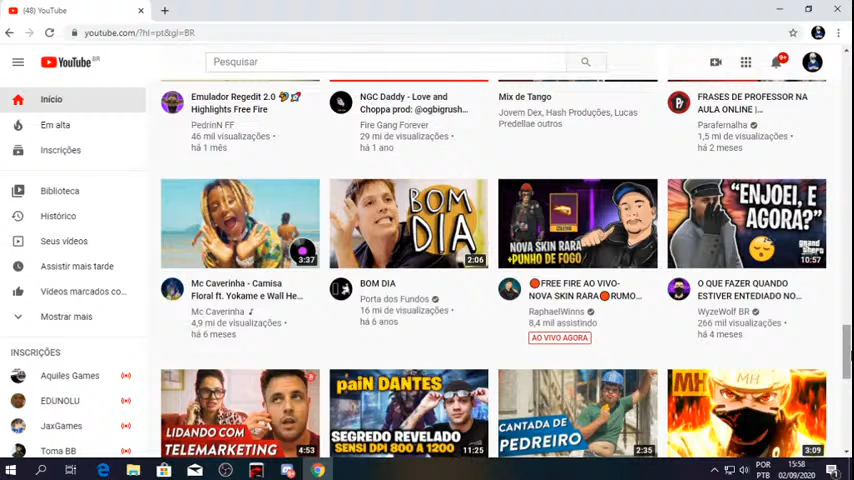 (48) YouTube
youtube.com/?hl=pt&gl=BR
YouTube BR
Pesquisar
9+
Início
Em alta
Inscrições
Biblioteca
Histórico
Seus vídeos
Assistir mais tarde
Vídeos marcados co...
Mostrar mais
INSCRIÇÕES
Aquiles Games
EDUNOLU
JaxGames
Toma BB
Emulador Regedit 2.0
Highlights Free Fire
PedrinN FF
46 mil visualizações •
há 1 mês
NGC Daddy - Love and
Choppa prod: @ogbigrush...
Fire Gang Forever
29 mi de visualizações •
há 1 ano
Mix de Tango
Jovem Dex, Hash Produções, Lucas
Predellae outros
FRASES DE PROFESSOR NA
AULA ONLINE |...
Parafernalha
1,5 mi de visualizações •
há 2 meses
3:37
Mc Caverinha - Camisa
Floral ft. Yokame e Wall He...
Mc Caverinha
4,9 mi de visualizações •
há 6 meses
BOM
DIA
2:06
BOM DIA
Porta dos Fundos
16 mi de visualizações •
há 6 anos
NOVA SKIN RARA
+PUNHO DE FOGO
FREE FIRE AO VIVO-
NOVA SKIN RARA RUMO...
RaphaelWinns
8,4 mil assistindo
AO VIVO AGORA
"ENJOEI, E
AGORA?"
grand
theft
auto
10:57
O QUE FAZER QUANDO
ESTIVER ENTEDIADO NO...
WyzeWolf BR
266 mil visualizações •
há 4 meses
LIDANDO COM
TELEMARKETING
4:53
paiN DANTES
SEGREDO REVELADO
SENSI DPI 800 A 1200
11:25
CANTADA DE
PEDREIRO
2:35
MH
MH
3:09
POR
PTB
15:58
02/09/2020
1